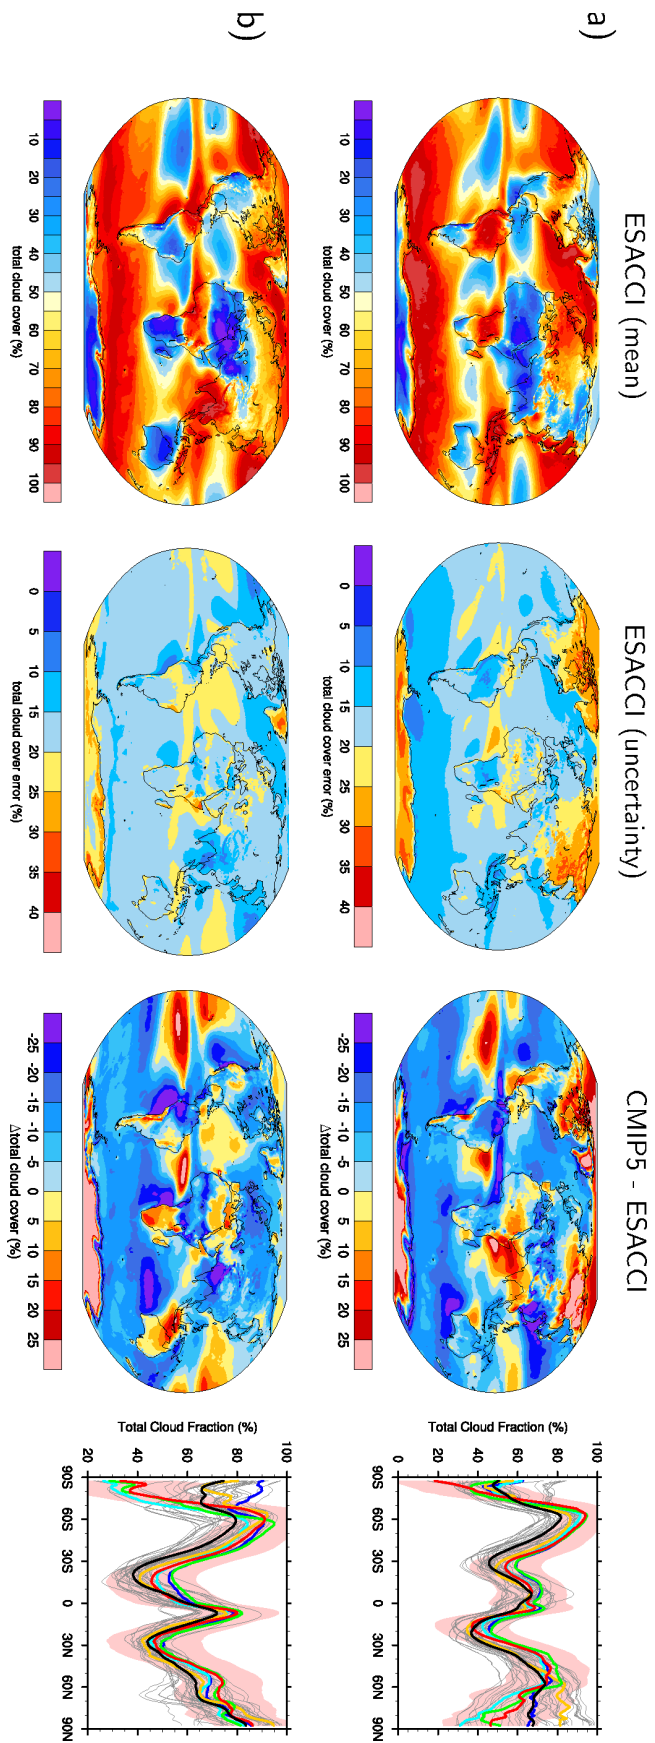 ESACCI (mean)
ESACCI (uncertainty)
CMIP5 - ESACCI
a)
10 20 30 40 50 60 70 80 90 100
total cloud cover (%)
0 5 10 15 20 25 30 35 40
total cloud cover error (%)
-25 -20 -15 -10 -5 0 5 10 15 20 25
Δtotal cloud cover (%)
Total Cloud Fraction (%)
100
80
60
40
20
0
90S 60S 30S 0 30N 60N 90N
b)
10 20 30 40 50 60 70 80 90 100
total cloud cover (%)
0 5 10 15 20 25 30 35 40
total cloud cover error (%)
-25 -20 -15 -10 -5 0 5 10 15 20 25
Δtotal cloud cover (%)
Total Cloud Fraction (%)
100
80
60
40
20
90S 60S 30S 0 30N 60N 90N